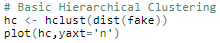 # Basic Hierarchical Clustering
hc <- hclust(dist(fake))
plot(hc,yaxt='n')